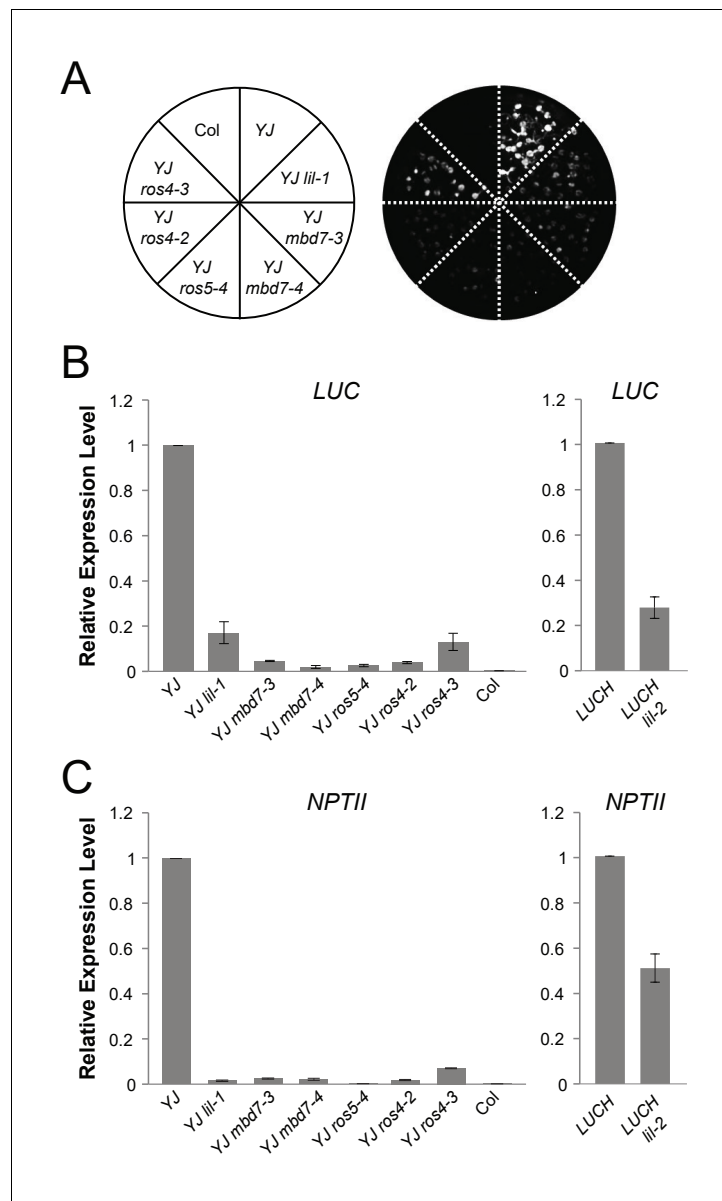 A
Col
YJ
YJ
ros4-3
YJ lil-1
YJ
ros4-2
YJ
mbd7-3
YJ
ros5-4
YJ
mbd7-4
B
LUC
LUC
Relative Expression Level
1.2
1
0.8
0.6
0.4
0.2
0
YJ
YJ lil-1
YJ mbd7-3
YJ mbd7-4
YJ ros5-4
YJ ros4-2
YJ ros4-3
Col
1.2
1
0.8
0.6
0.4
0.2
0
LUCH
LUCH
lil-2
C
NPTII
NPTII
Relative Expression Level
1.2
1
0.8
0.6
0.4
0.2
0
YJ
YJ lil-1
YJ mbd7-3
YJ mbd7-4
YJ ros5-4
YJ ros4-2
YJ ros4-3
Col
1.2
1
0.8
0.6
0.4
0.2
0
LUCH
LUCH
lil-2